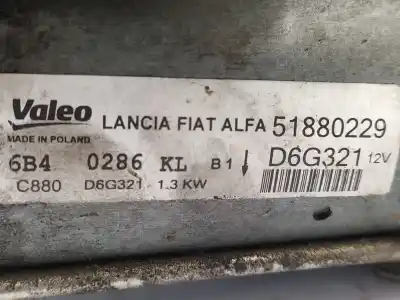 Valeo LANCIA FIAT ALFA 51880229
MADE IN POLAND
6B4 0286 KL B1 ↓ D6G321 12V
C880 D6G321 1.3 KW